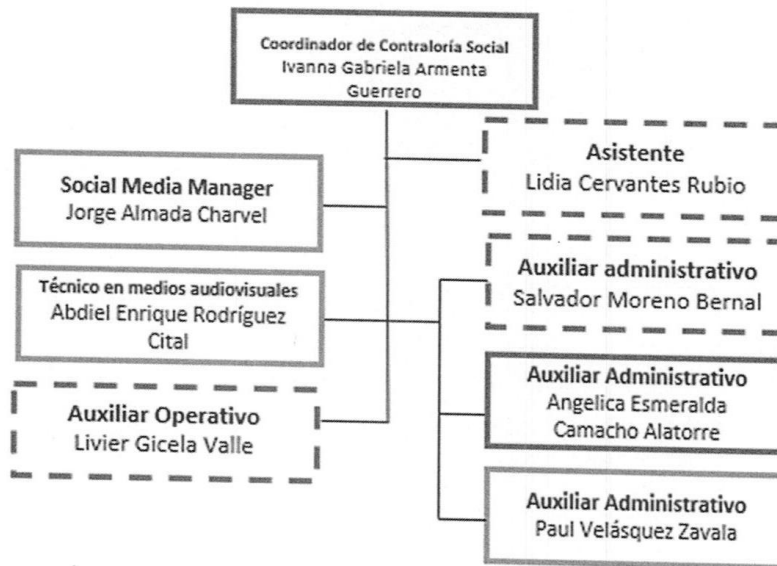 Coordinador de Contraloría Social
Ivanna Gabriela Armenta
Guerrero
Asistente
Lidia Cervantes Rubio
Social Media Manager
Jorge Almada Charvel
Auxiliar administrativo
Salvador Moreno Bernal
Técnico en medios audiovisuales
Abdiel Enrique Rodríguez
Cital
Auxiliar Administrativo
Angelica Esmeralda
Camacho Alatorre
Auxiliar Operativo
Livier Gicela Valle
Auxiliar Administrativo
Paul Velásquez Zavala